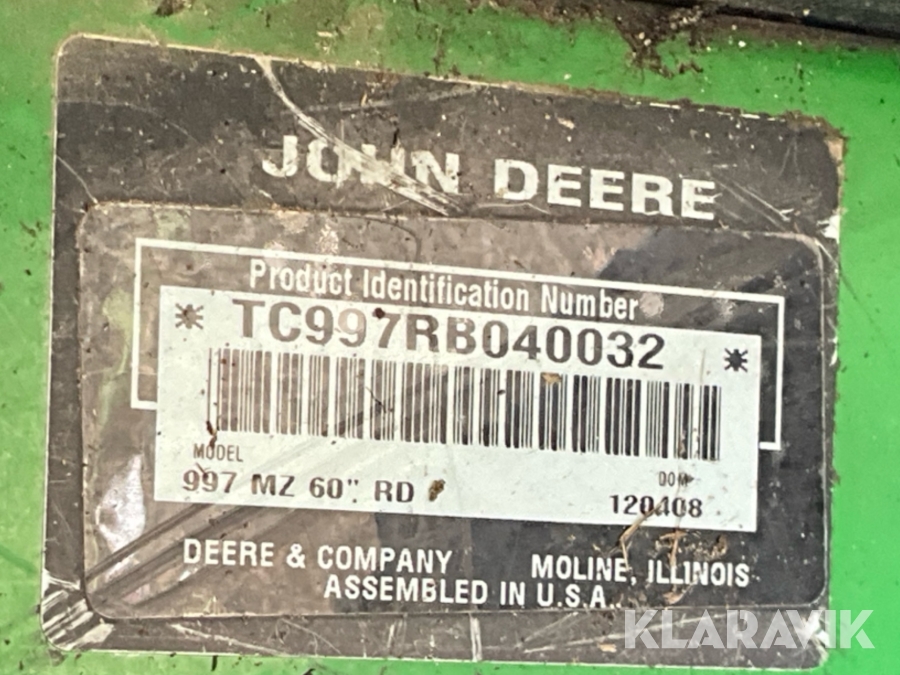 JOHN DEERE
Product Identification Number
* TC997RB040032 *
MODEL
DOM
997 MZ 60" RD
120408
DEERE & COMPANY MOLINE, ILLINOIS
ASSEMBLED IN U.S.A.
KLARAVIK